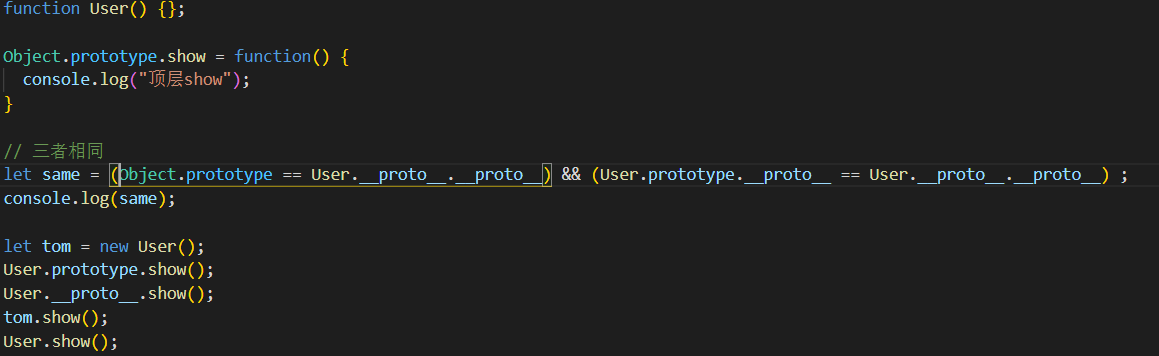 function User() {};
Object.prototype.show = function() {
console.log("顶层show");
}
// 三者相同
let same = (Object.prototype == User.__proto__.__proto__) && (User.prototype.__proto__ == User.__proto__.__proto__) ;
console.log(same);
let tom = new User();
User.prototype.show();
User.__proto__.show();
tom.show();
User.show();